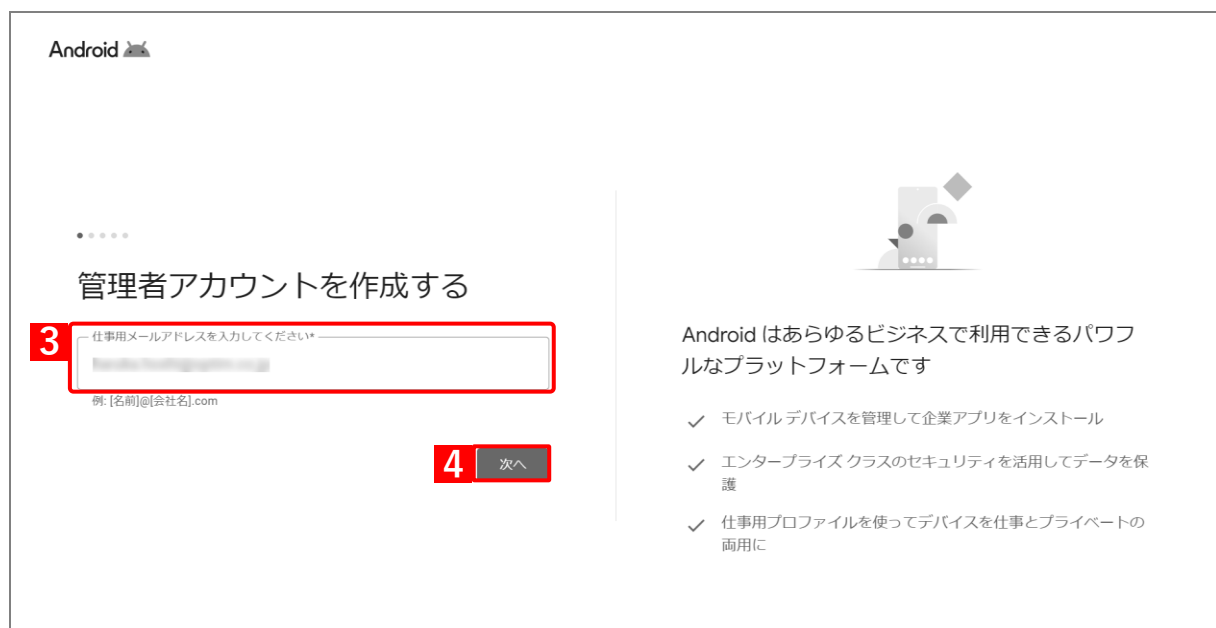 Android
管理者アカウントを作成する
3
仕事用メールアドレスを入力してください*
例: [名前]@[会社名].com
4
次へ
Android はあらゆるビジネスで利用できるパワフ
ルなプラットフォームです
モバイル デバイスを管理して企業アプリをインストール
エンタープライズ クラスのセキュリティを活用してデータを保
護
仕事用プロファイルを使ってデバイスを仕事とプライベートの
両用に